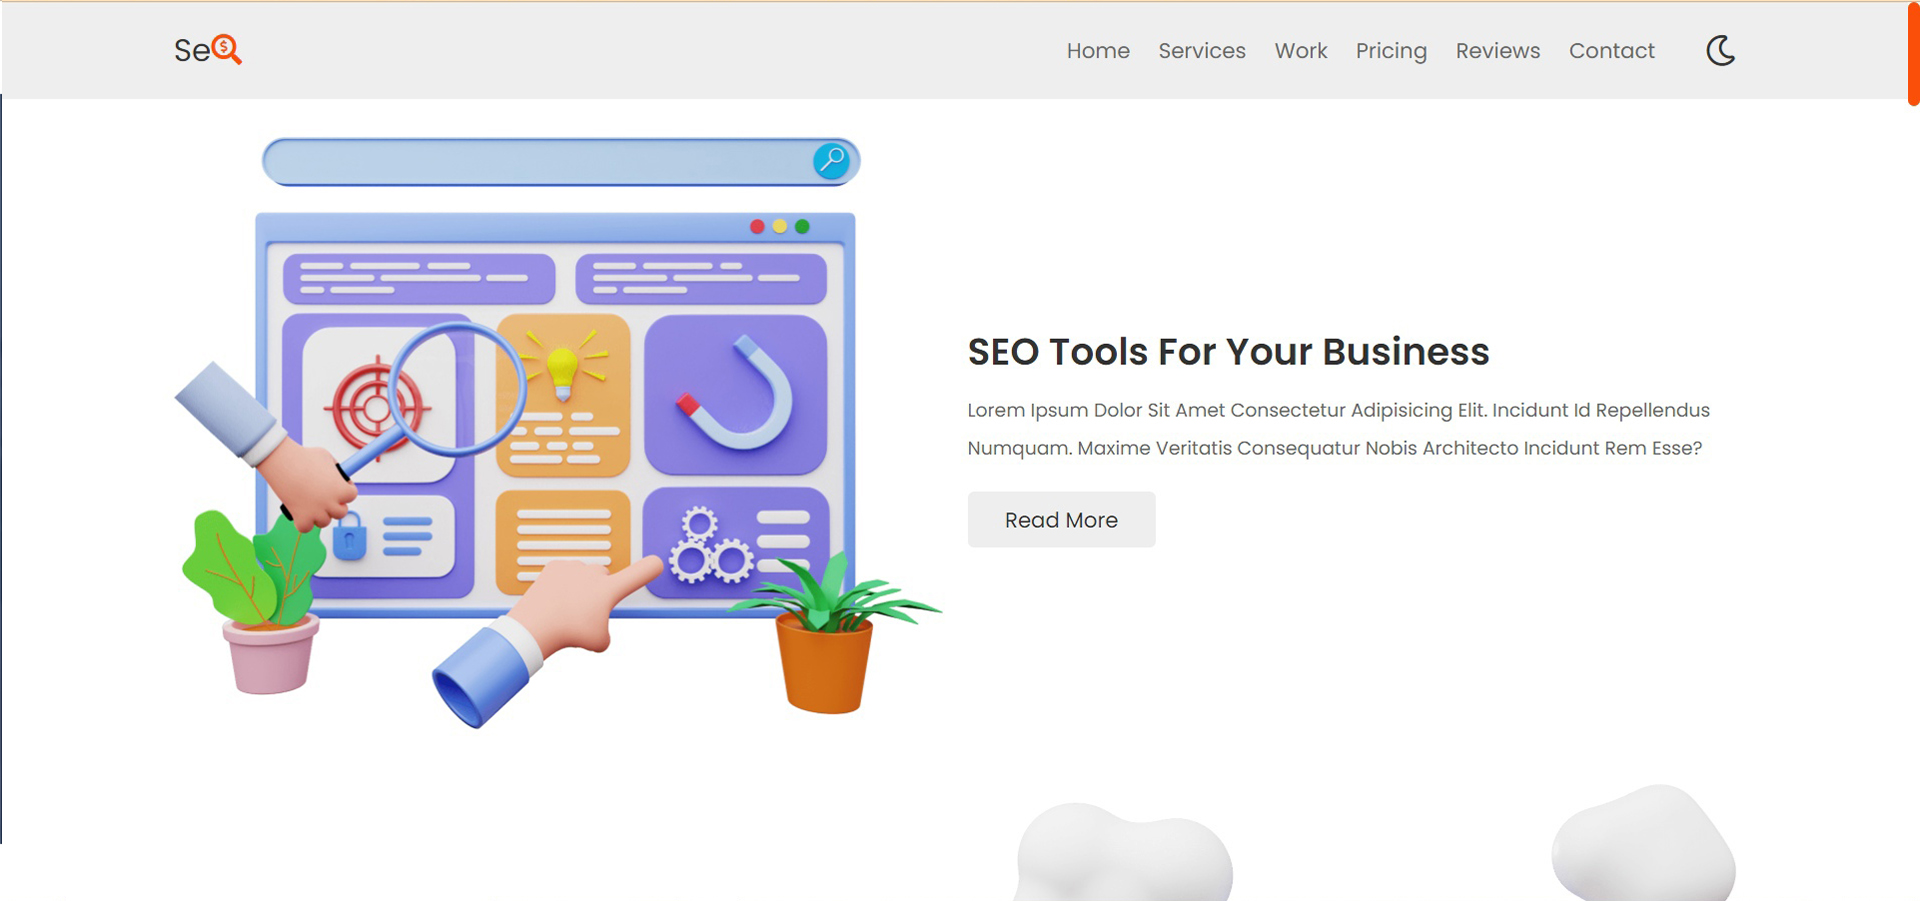 Se
Home Services Work Pricing Reviews Contact
SEO Tools For Your Business
Lorem Ipsum Dolor Sit Amet Consectetur Adipisicing Elit. Incidunt Id Repellendus
Numquam. Maxime Veritatis Consequatur Nobis Architecto Incidunt Rem Esse?
Read More